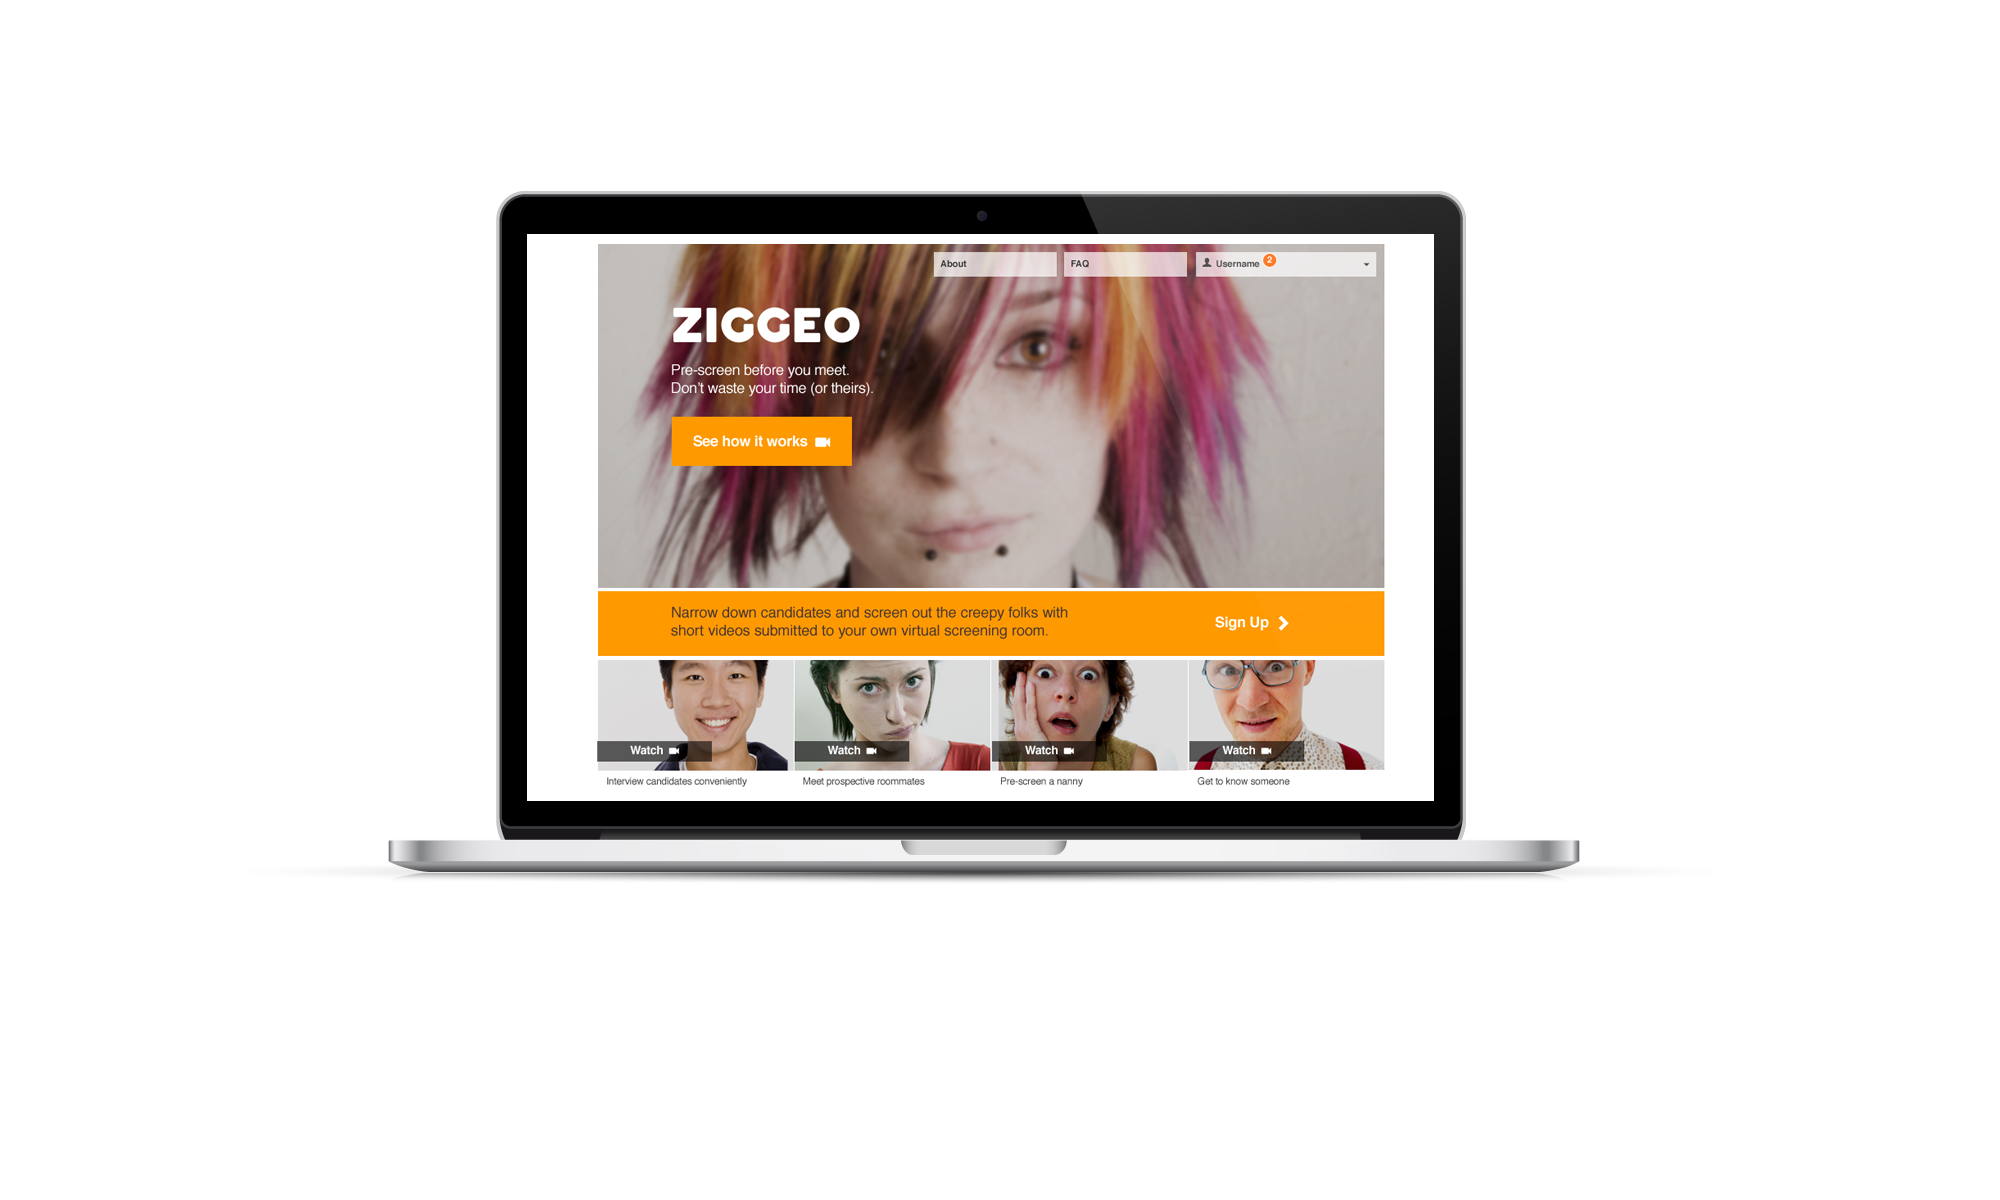 About
FAQ
Username 2
ZIGGEO
Pre-screen before you meet.
Don't waste your time (or theirs).
See how it works
Narrow down candidates and screen out the creepy folks with
short videos submitted to your own virtual screening room.
Sign Up
Watch
Watch
Watch
Watch
Interview candidates conveniently
Meet prospective roommates
Pre-screen a nanny
Get to know someone